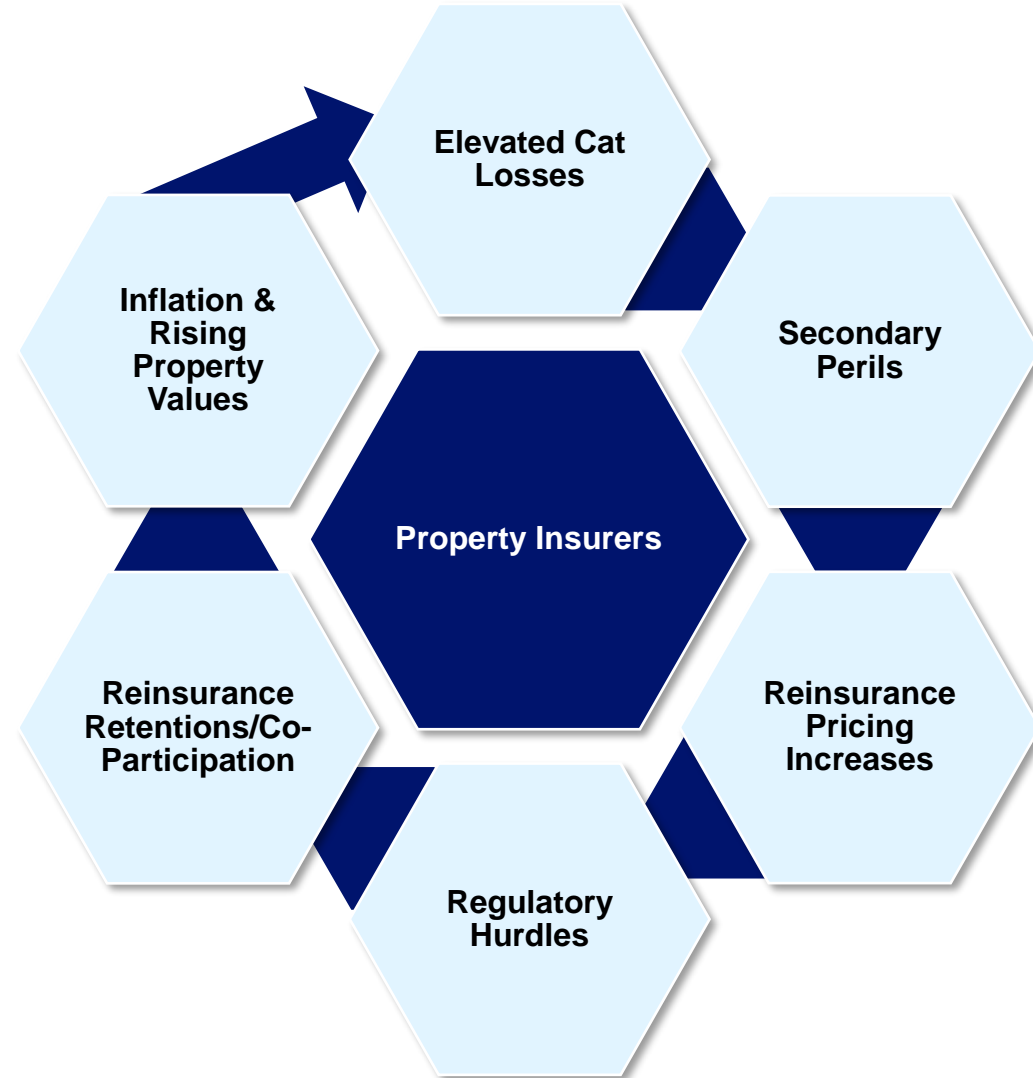 Elevated Cat
Losses
Secondary
Perils
Reinsurance
Pricing
Increases
Regulatory
Hurdles
Reinsurance
Retentions/Co-
Participation
Inflation &
Rising
Property
Values
Property Insurers